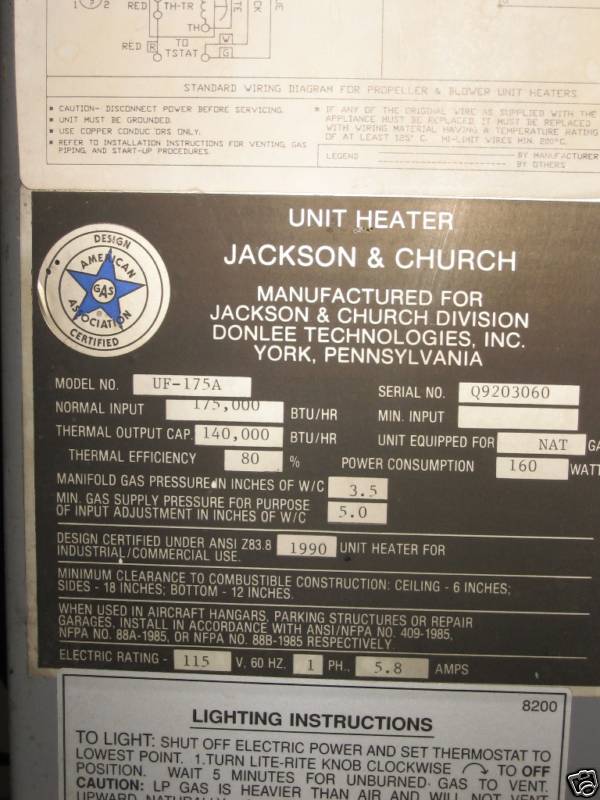 1 3 2 RED TH-TR
TH
RED R W
TO
TSTAT G
STANDARD WIRING DIAGRAM FOR PROPELLER & BLOWER UNIT HEATERS
▪ CAUTION- DISCONNECT POWER BEFORE SERVICING.
▪ UNIT MUST BE GROUNDED.
▪ USE COPPER CONDUCTORS ONLY.
▪ REFER TO INSTALLATION INSTRUCTIONS FOR VENTING, GAS
PIPING, AND START-UP PROCEDURES.
* IF ANY OF THE ORIGINAL WIRE AS SUPPLIED WITH THE
APPLIANCE MUST BE REPLACED, IT MUST BE REPLACED
WITH WIRING MATERIAL HAVING A TEMPERATURE RATING
OF AT LEAST 125° C. HI-LIMIT WIRES MIN. 200°C.
LEGEND
BY MANUFACTURER
BY OTHERS
UNIT HEATER
JACKSON & CHURCH
MANUFACTURED FOR
JACKSON & CHURCH DIVISION
DONLEE TECHNOLOGIES, INC.
YORK, PENNSYLVANIA
DESIGN
AMERICAN
GAS
ASSOCIATION
CERTIFIED
MODEL NO. UF-175A SERIAL NO. Q9203060
NORMAL INPUT 175,000 BTU/HR MIN. INPUT
THERMAL OUTPUT CAP. 140,000 BTU/HR UNIT EQUIPPED FOR NAT GA
THERMAL EFFICIENCY 80 % POWER CONSUMPTION 160 WATT
MANIFOLD GAS PRESSURE IN INCHES OF W/C 3.5
MIN. GAS SUPPLY PRESSURE FOR PURPOSE
OF INPUT ADJUSTMENT IN INCHES OF W/C 5.0
DESIGN CERTIFIED UNDER ANSI Z83.8 1990 UNIT HEATER FOR
INDUSTRIAL/COMMERCIAL USE.
MINIMUM CLEARANCE TO COMBUSTIBLE CONSTRUCTION: CEILING - 6 INCHES;
SIDES - 18 INCHES; BOTTOM - 12 INCHES.
WHEN USED IN AIRCRAFT HANGARS, PARKING STRUCTURES OR REPAIR
GARAGES, INSTALL IN ACCORDANCE WITH ANSI/NFPA NO. 409-1985,
NFPA NO. 88A-1985, OR NFPA NO. 88B-1985 RESPECTIVELY.
ELECTRIC RATING - 115 V, 60 HZ. 1 PH., 5.8 AMPS
8200
LIGHTING INSTRUCTIONS
TO LIGHT: SHUT OFF ELECTRIC POWER AND SET THERMOSTAT TO
LOWEST POINT. 1.TURN LITE-RITE KNOB CLOCKWISE TO OFF
POSITION. WAIT 5 MINUTES FOR UNBURNED GAS TO VENT.
CAUTION: LP GAS IS HEAVIER THAN AIR AND WILL NOT VENT
UPWARD NATURALLY